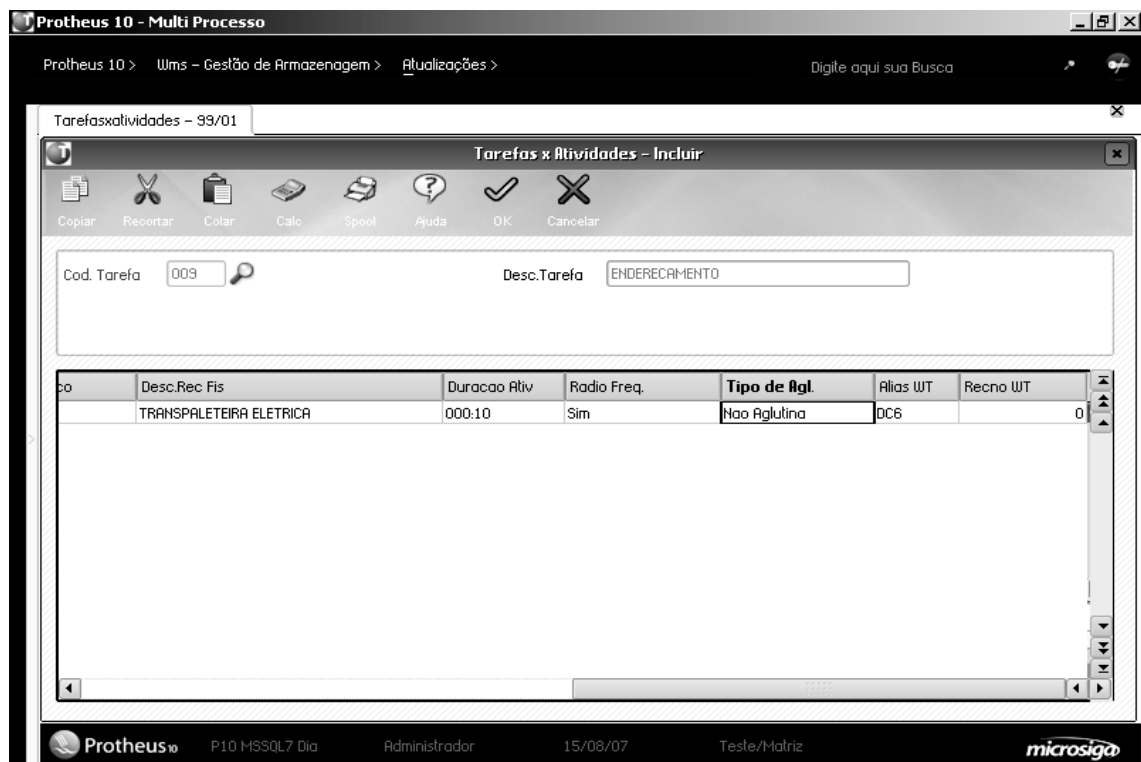 Protheus 10 - Multi Processo
Protheus 10 > Wms - Gestão de Armazenagem > Atualizações > Digite aqui sua Busca
Tarefasxatividades - 99/01
Tarefas x Atividades - Incluir
Copiar Recortar Colar Calc Spool Ajuda OK Cancelar
Cod. Tarefa 009 Desc.Tarefa ENDERECAMENTO
co Desc.Rec Fis Duracao Ativ Radio Freq. Tipo de Agl. Alias WT Recno WT
TRANSPALETEIRA ELETRICA 000:10 Sim Nao Aglutina DC6 0
Protheus 10 P10 MSSQL7 Dia Administrador 15/08/07 Teste/Matriz microsiga